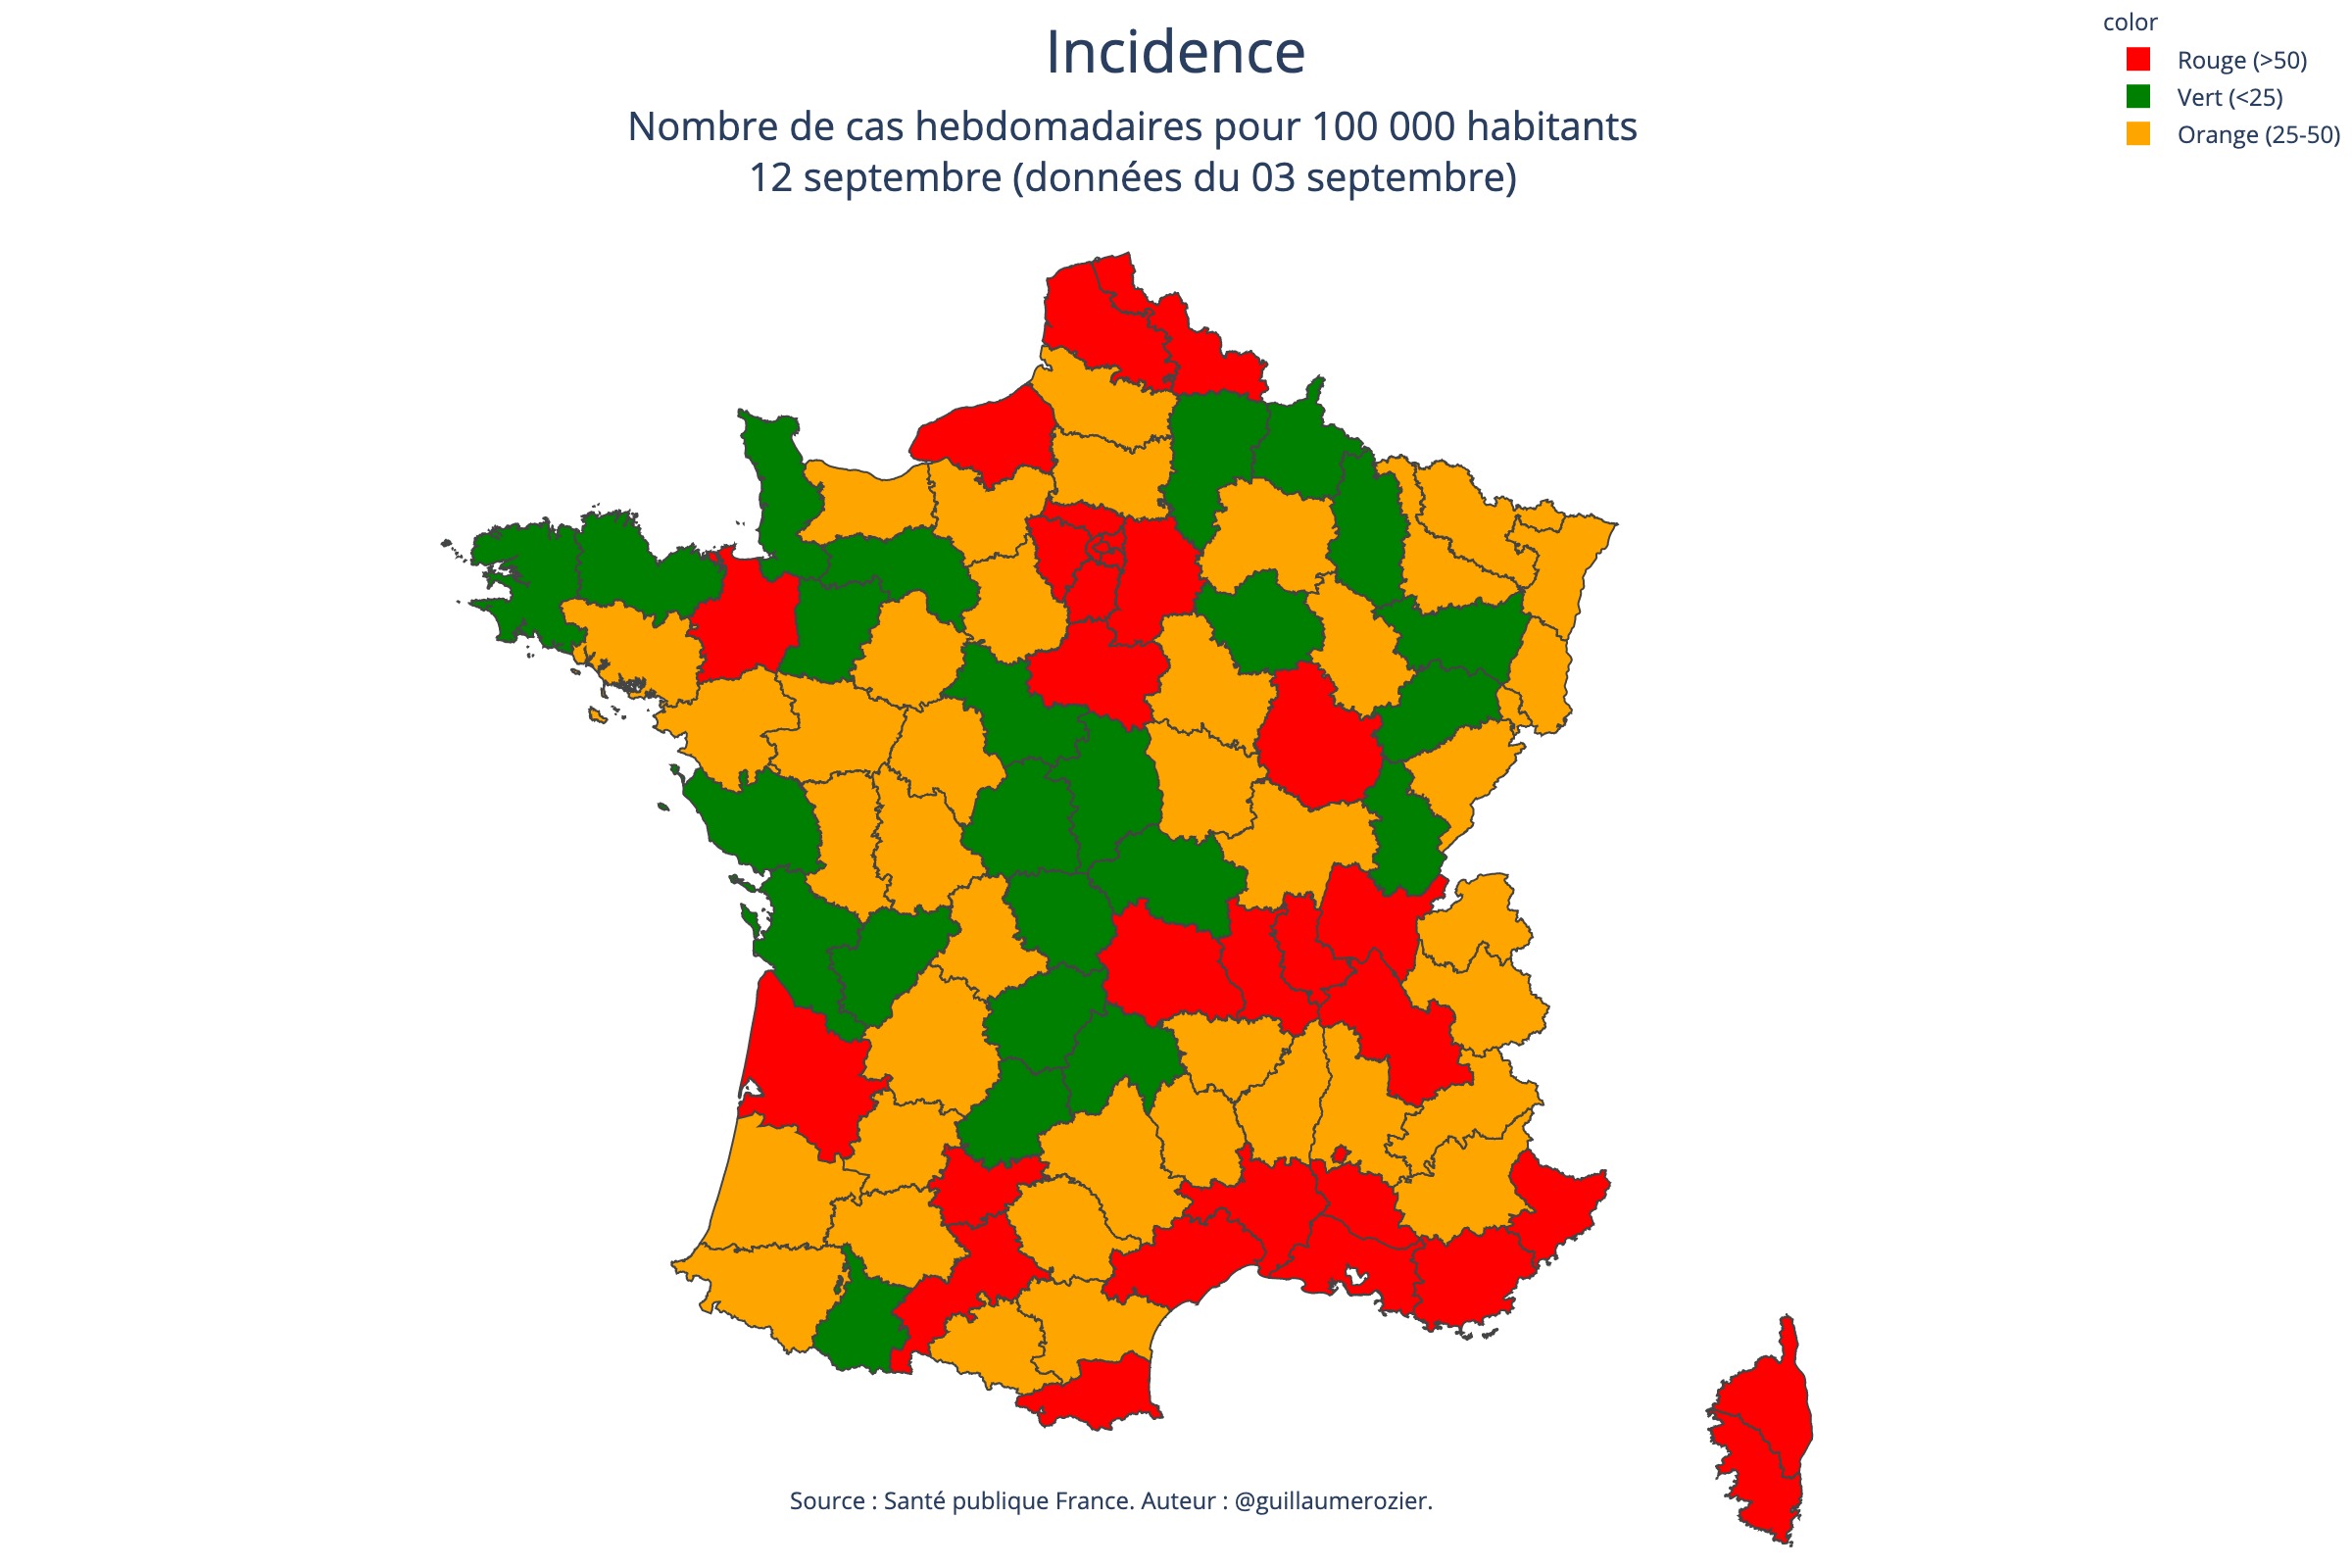 Incidence
Nombre de cas hebdomadaires pour 100 000 habitants
12 septembre (données du 03 septembre)
color
Rouge (>50)
Vert (<25)
Orange (25-50)
Source : Santé publique France. Auteur : @guillaumerozier.